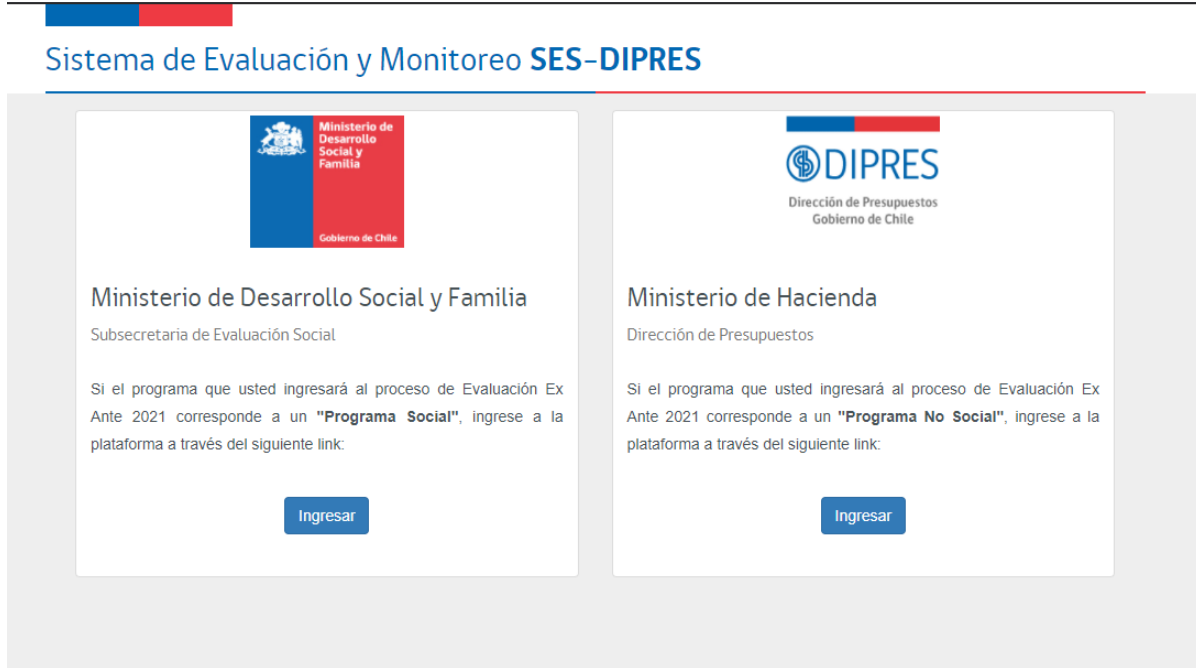 Sistema de Evaluación y Monitoreo SES-DIPRES
Ministerio de
Desarrollo
Social y
Familia
Gobierno de Chile
Ministerio de Desarrollo Social y Familia
Subsecretaria de Evaluación Social
Si el programa que usted ingresará al proceso de Evaluación Ex
Ante 2021 corresponde a un "Programa Social", ingrese a la
plataforma a través del siguiente link:
Ingresar
DIPRES
Dirección de Presupuestos
Gobierno de Chile
Ministerio de Hacienda
Dirección de Presupuestos
Si el programa que usted ingresará al proceso de Evaluación Ex
Ante 2021 corresponde a un "Programa No Social", ingrese a la
plataforma a través del siguiente link:
Ingresar